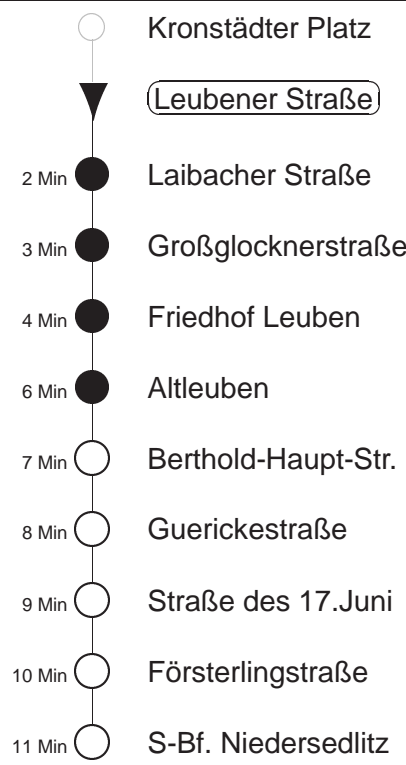 Kronstädter Platz
Leubener Straße
2 Min Laibacher Straße
3 Min Großglocknerstraße
4 Min Friedhof Leuben
6 Min Altleuben
7 Min Berthold-Haupt-Str.
8 Min Guerickestraße
9 Min Straße des 17.Juni
10 Min Försterlingstraße
11 Min S-Bf. Niedersedlitz